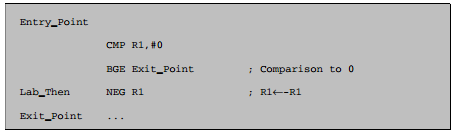 Entry_Point
CMP R1,#0
BGE Exit_Point ; Comparison to 0
Lab_Then NEG R1 ; R1←-R1
Exit_Point ...